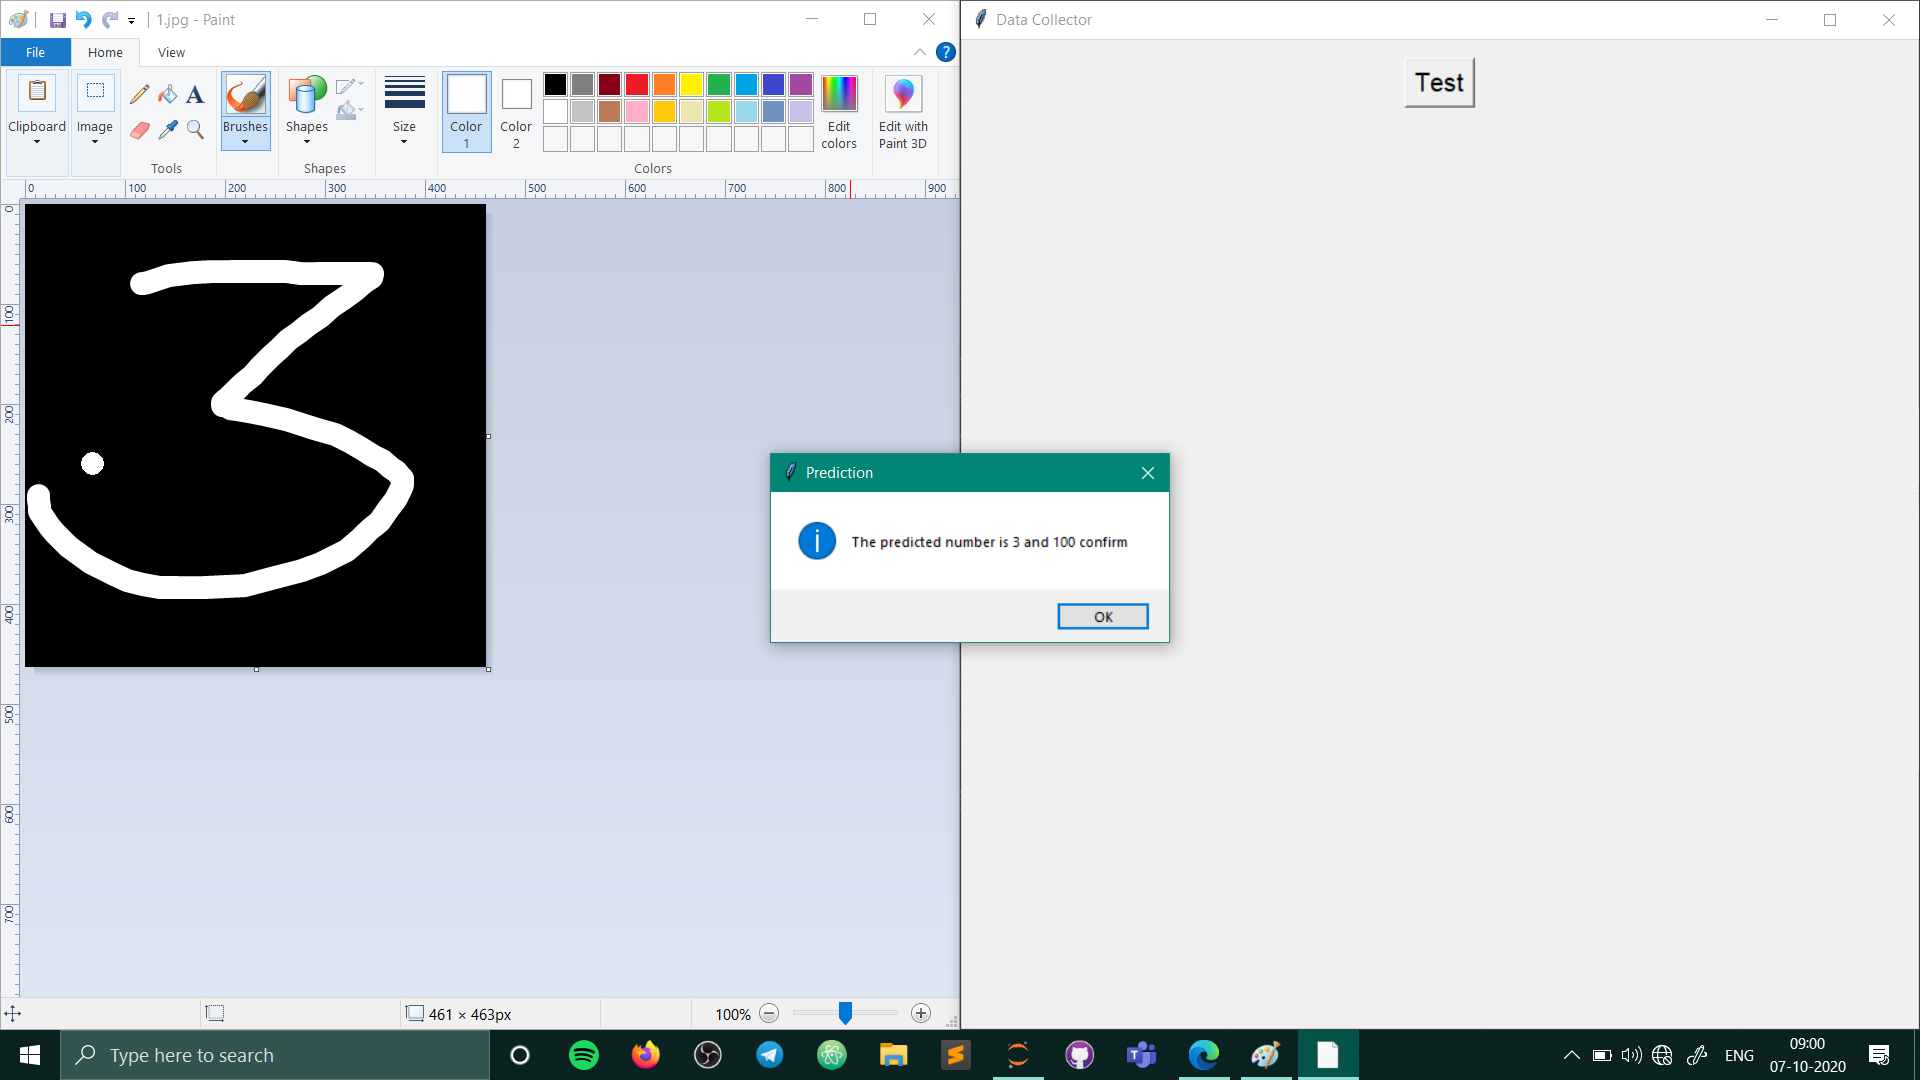 1.jpg - Paint
File
Home
View
Clipboard
Image
Tools
Brushes
Shapes
Shapes
Size
Color
1
Color
2
Colors
Edit
colors
Edit with
Paint 3D
0 100 200 300 400 500 600 700 800 900
0
100
200
300
400
500
600
700
3
461 × 463px
100%
Data Collector
Test
Prediction
The predicted number is 3 and 100 confirm
OK
Type here to search
ENG
09:00
07-10-2020